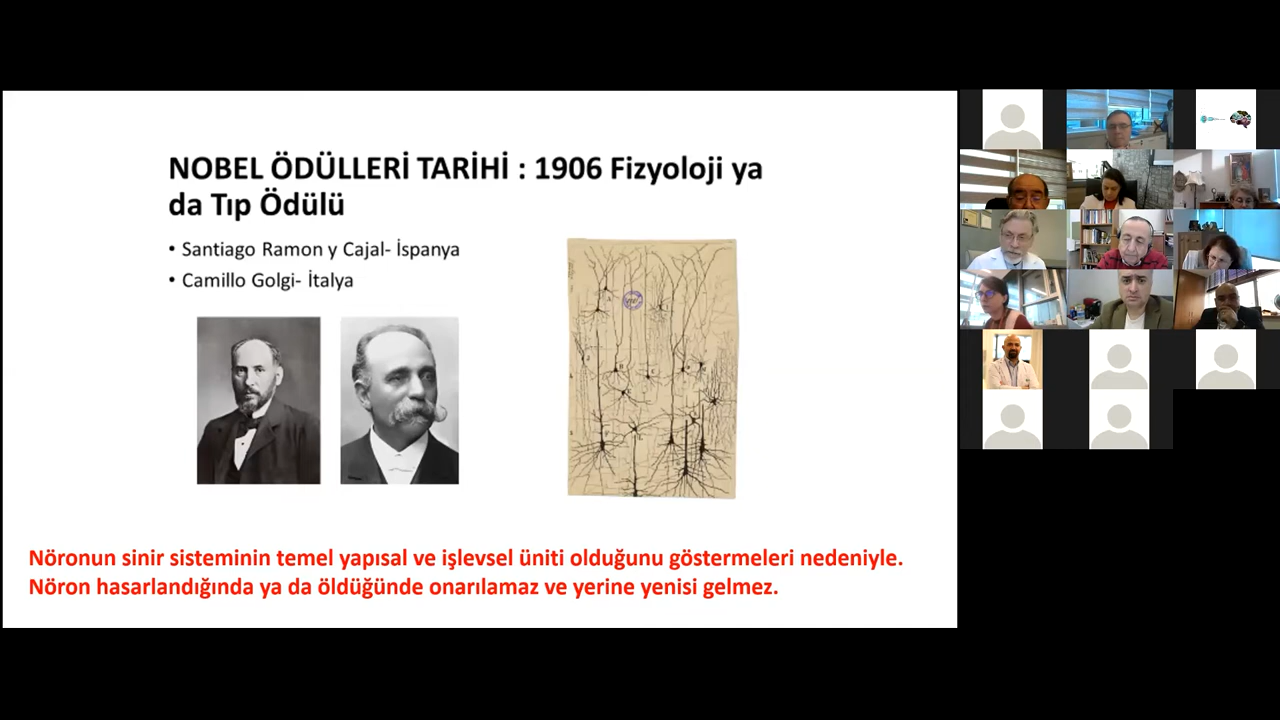 NOBEL ÖDÜLLERİ TARİHİ : 1906 Fizyoloji ya
da Tıp Ödülü
• Santiago Ramon y Cajal- İspanya
• Camillo Golgi- İtalya
Nöronun sinir sisteminin temel yapısal ve işlevsel üniti olduğunu göstermeleri nedeniyle.
Nöron hasarlandığında ya da öldüğünde onarılamaz ve yerine yenisi gelmez.